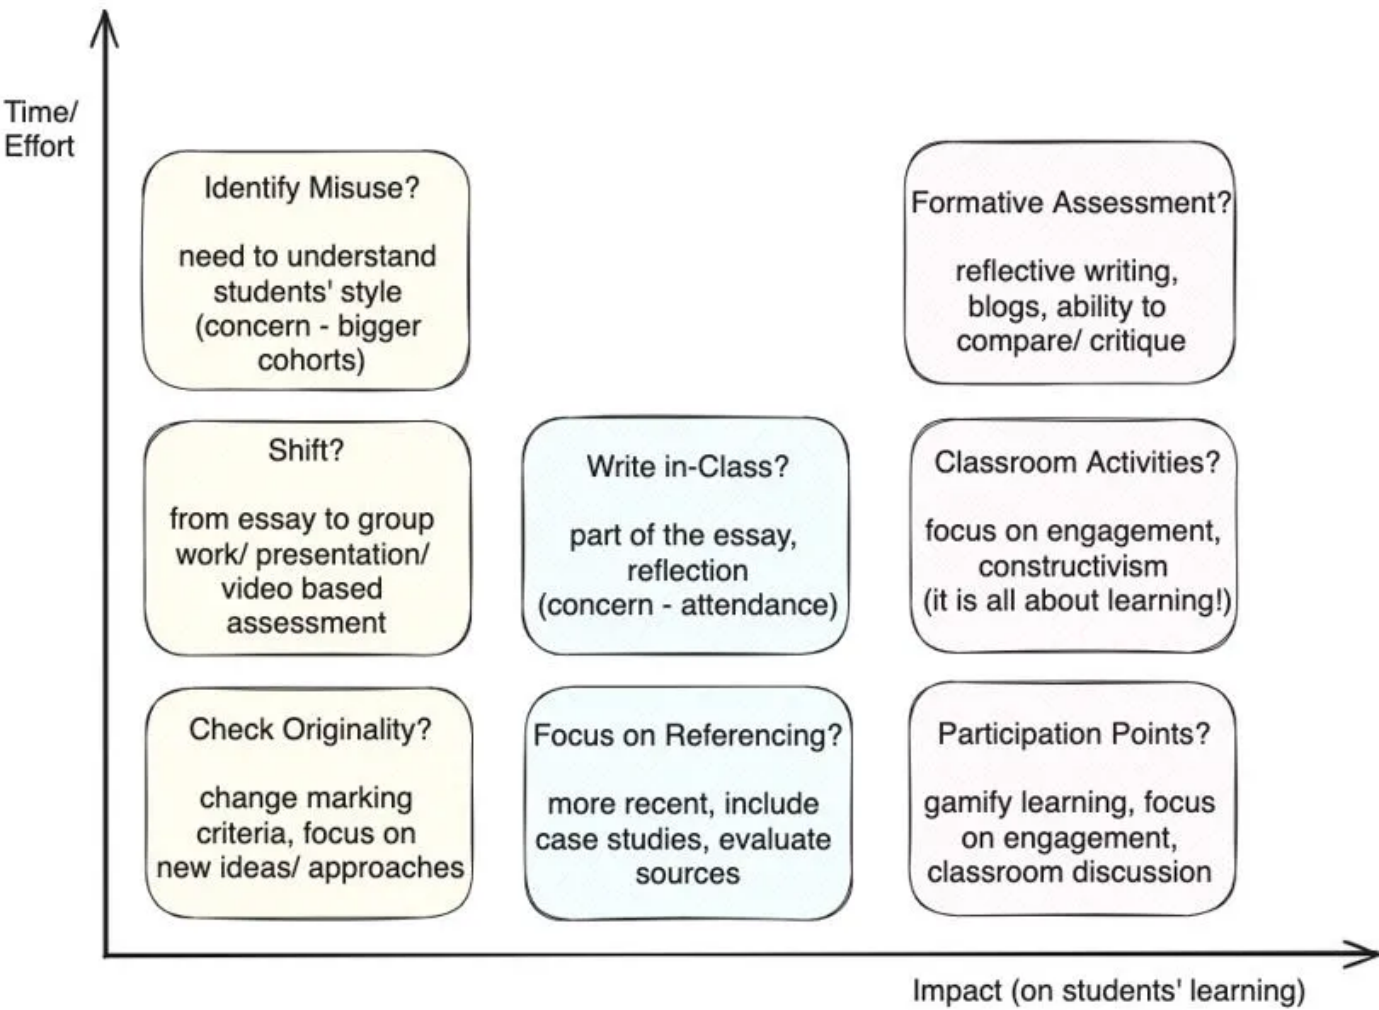 Time/
Effort
Identify Misuse?
need to understand
students' style
(concern - bigger
cohorts)
Formative Assessment?
reflective writing,
blogs, ability to
compare/ critique
Shift?
from essay to group
work/ presentation/
video based
assessment
Write in-Class?
part of the essay,
reflection
(concern - attendance)
Classroom Activities?
focus on engagement,
constructivism
(it is all about learning!)
Check Originality?
change marking
criteria, focus on
new ideas/ approaches
Focus on Referencing?
more recent, include
case studies, evaluate
sources
Participation Points?
gamify learning, focus
on engagement,
classroom discussion
Impact (on students' learning)